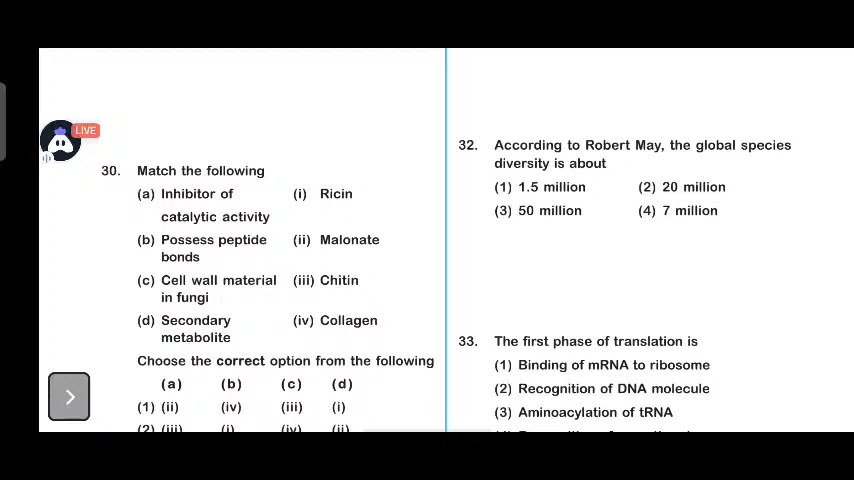 LIVE
30. Match the following
(a) Inhibitor of (i) Ricin
catalytic activity
(b) Possess peptide (ii) Malonate
bonds
(c) Cell wall material (iii) Chitin
in fungi
(d) Secondary (iv) Collagen
metabolite
Choose the correct option from the following
(a) (b) (c) (d)
(1) (ii) (iv) (iii) (i)
(2) (iii) (i) (iv) (ii)
32. According to Robert May, the global species
diversity is about
(1) 1.5 million (2) 20 million
(3) 50 million (4) 7 million
33. The first phase of translation is
(1) Binding of mRNA to ribosome
(2) Recognition of DNA molecule
(3) Aminoacylation of tRNA